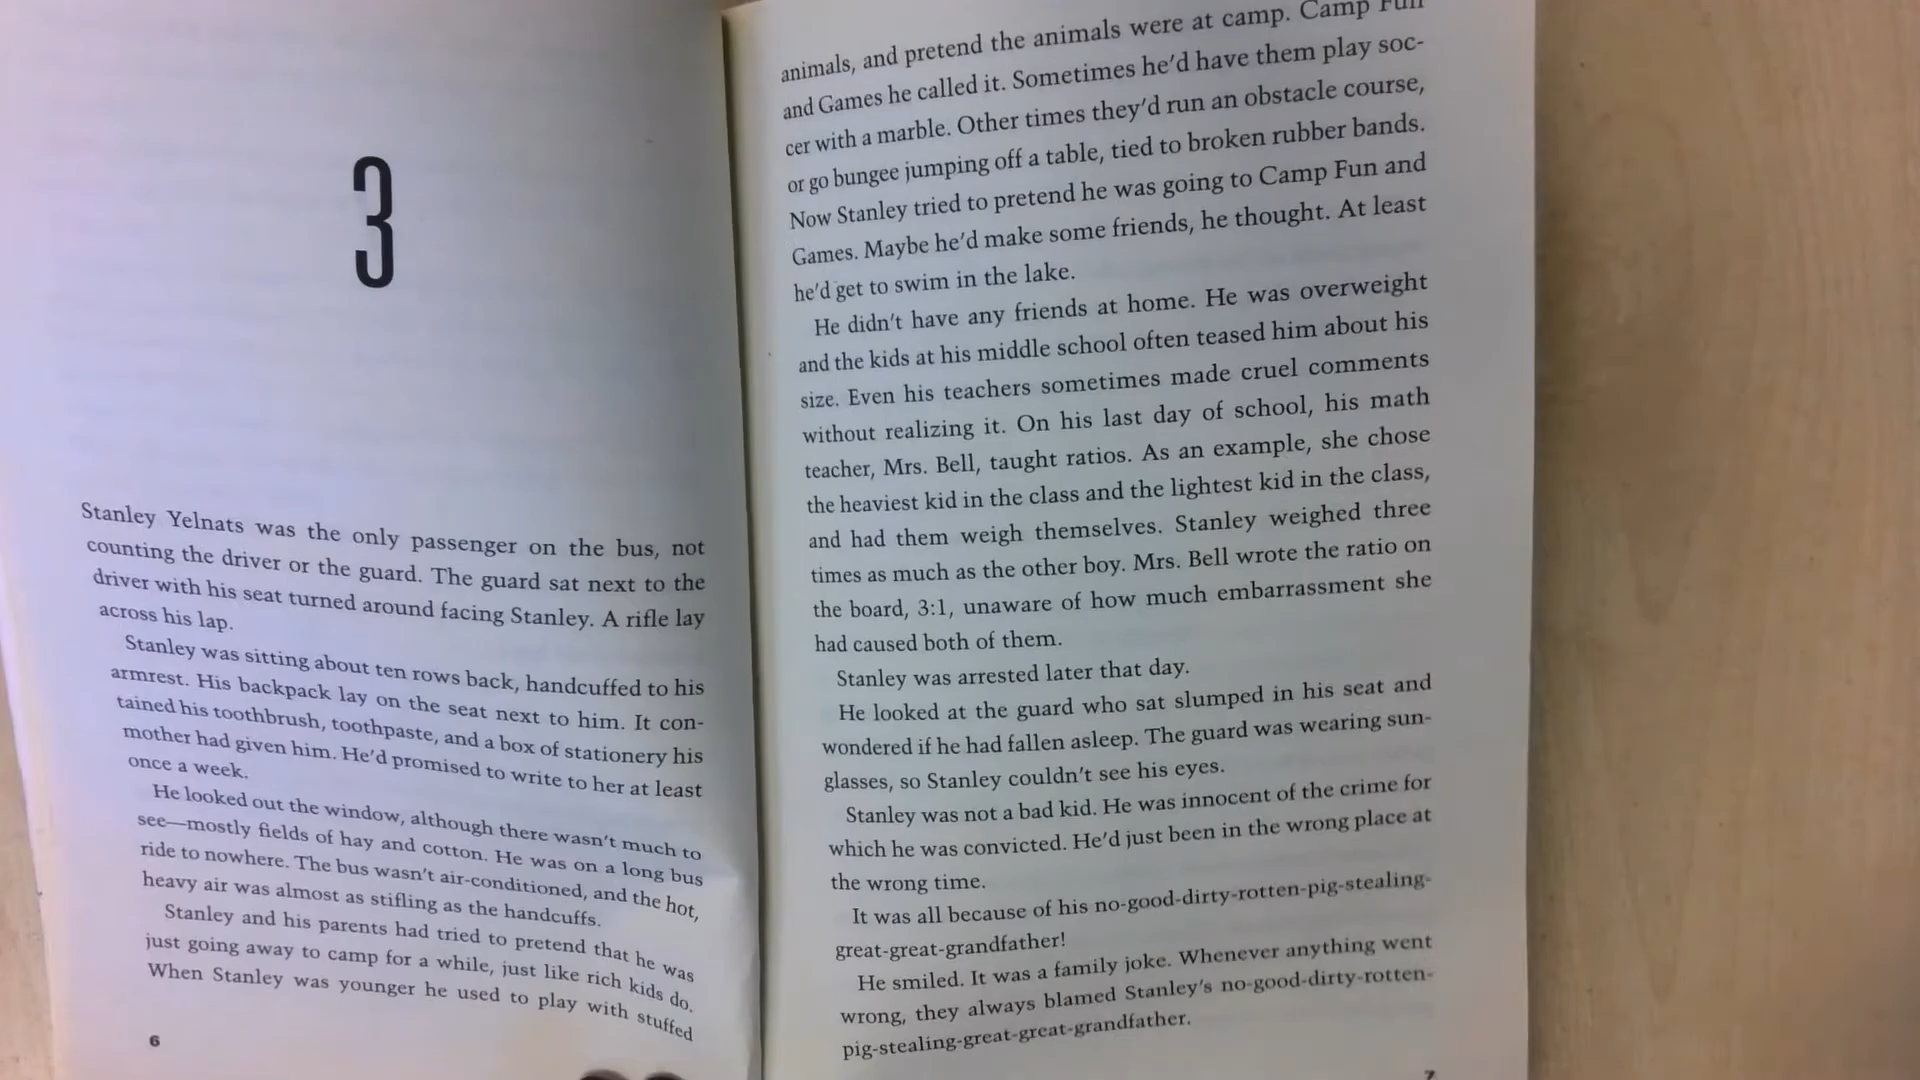 3
Stanley Yelnats was the only passenger on the bus, not
counting the driver or the guard. The guard sat next to the
driver with his seat turned around facing Stanley. A rifle lay
across his lap.
Stanley was sitting about ten rows back, handcuffed to his
armrest. His backpack lay on the seat next to him. It con-
tained his toothbrush, toothpaste, and a box of stationery his
mother had given him. He'd promised to write to her at least
once a week.
He looked out the window, although there wasn't much to
see—mostly fields of hay and cotton. He was on a long bus
ride to nowhere. The bus wasn't air-conditioned, and the hot,
heavy air was almost as stifling as the handcuffs.
Stanley and his parents had tried to pretend that he was
just going away to camp for a while, just like rich kids do.
When Stanley was younger he used to play with stuffed
6
animals, and pretend the animals were at camp. Camp Fun
and Games he called it. Sometimes he'd have them play soc-
cer with a marble. Other times they'd run an obstacle course,
or go bungee jumping off a table, tied to broken rubber bands.
Now Stanley tried to pretend he was going to Camp Fun and
Games. Maybe he'd make some friends, he thought. At least
he'd get to swim in the lake.
He didn't have any friends at home. He was overweight
and the kids at his middle school often teased him about his
size. Even his teachers sometimes made cruel comments
without realizing it. On his last day of school, his math
teacher, Mrs. Bell, taught ratios. As an example, she chose
the heaviest kid in the class and the lightest kid in the class,
and had them weigh themselves. Stanley weighed three
times as much as the other boy. Mrs. Bell wrote the ratio on
the board, 3:1, unaware of how much embarrassment she
had caused both of them.
Stanley was arrested later that day.
He looked at the guard who sat slumped in his seat and
wondered if he had fallen asleep. The guard was wearing sun-
glasses, so Stanley couldn't see his eyes.
Stanley was not a bad kid. He was innocent of the crime for
which he was convicted. He'd just been in the wrong place at
the wrong time.
It was all because of his no-good-dirty-rotten-pig-stealing-
great-great-grandfather!
He smiled. It was a family joke. Whenever anything went
wrong, they always blamed Stanley's no-good-dirty-rotten-
pig-stealing-great-great-grandfather.
7